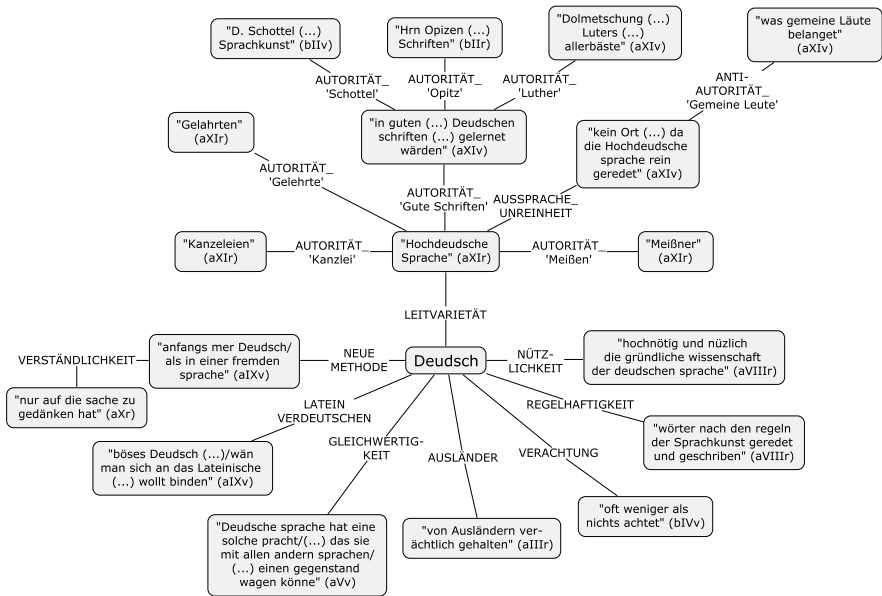 "D. Schottel (...)
Sprachkunst" (bIIv)
"Hrn Opizen (...)
Schriften" (bIIr)
"Dolmetschung (...)
Luters (...)
allerbäste" (aXIv)
"was gemeine Läute
belanget"
(aXIv)
AUTORITÄT_
'Schottel'
AUTORITÄT_
'Opitz'
AUTORITÄT_
'Luther'
ANTI-
AUTORITÄT_
'Gemeine Leute'
"Gelahrten"
(aXIr)
"in guten (...) Deudschen
schriften (...) gelernet
wärden" (aXIv)
"kein Ort (...) da
die Hochdeudsche
sprache rein
geredet" (aXIv)
AUTORITÄT_
'Gelehrte'
AUTORITÄT_
'Gute Schriften'
AUSSPRACHE_
UNREINHEIT
"Kanzeleien"
(aXIr)
AUTORITÄT_
'Kanzlei'
"Hochdeudsche
Sprache" (aXIr)
AUTORITÄT_
'Meißen'
"Meißner"
(aXIr)
LEITVARIETÄT
VERSTÄNDLICHKEIT
"anfangs mer Deudsch/
als in einer fremden
sprache" (aIXv)
NEUE
METHODE
Deudsch
NÜTZ-
LICHKEIT
"hochnötig und nüzlich
die gründliche wissenschaft
der deudschen sprache" (aVIIIr)
"nur auf die sache zu
gedänken hat" (aXr)
LATEIN
VERDEUTSCHEN
REGELHAFTIGKEIT
"böses Deudsch (...)/wän
man sich an das Lateinische
(...) wollt binden" (aIXv)
GLEICHWERTIG-
KEIT
AUSLÄNDER
VERACHTUNG
"wörter nach den regeln
der Sprachkunst geredet
und geschriben" (aVIIIr)
"Deudsche sprache hat eine
solche pracht/(...) das sie
mit allen andern sprachen/
(...) einen gegenstand
wagen könne" (aVv)
"von Ausländern ver-
ächtlich gehalten" (aIIIr)
"oft weniger als
nichts achtet" (bIVv)